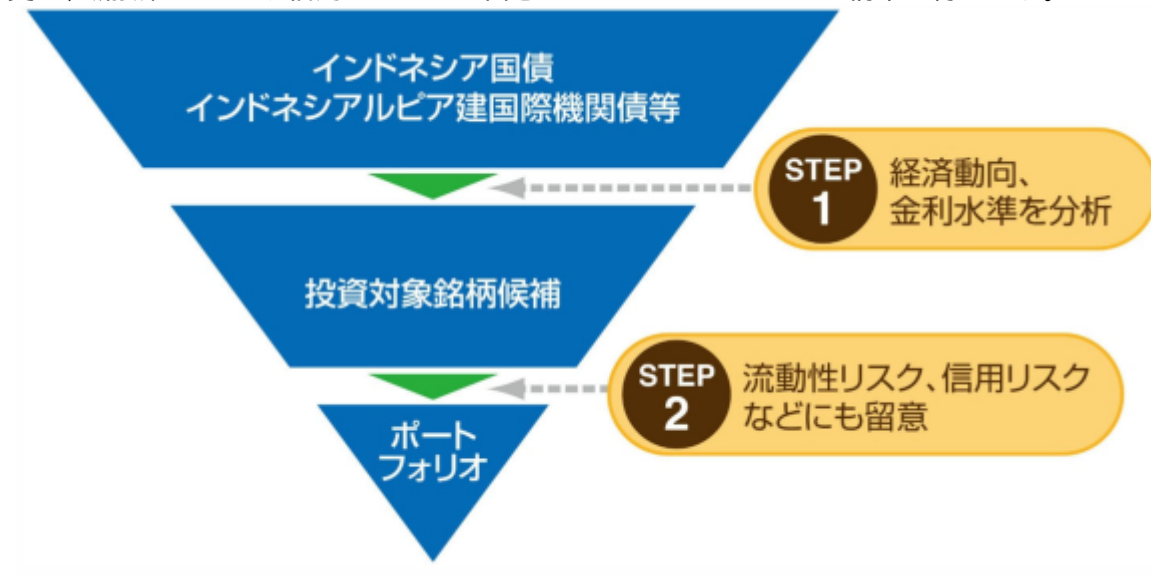 インドネシア国債
インドネシアルピア建国際機関債等
STEP
1
経済動向、
金利水準を分析
投資対象銘柄候補
STEP
2
流動性リスク、信用リスク
などにも留意
ポート
フォリオ